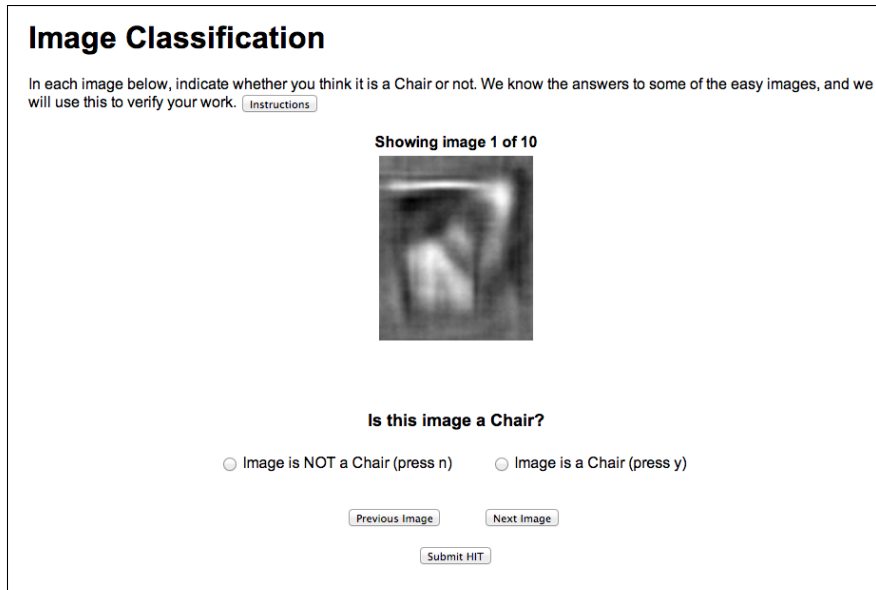 Image Classification
In each image below, indicate whether you think it is a Chair or not. We know the answers to some of the easy images, and we
will use this to verify your work. Instructions
Showing image 1 of 10
Is this image a Chair?
Image is NOT a Chair (press n) Image is a Chair (press y)
Previous Image Next Image
Submit HIT